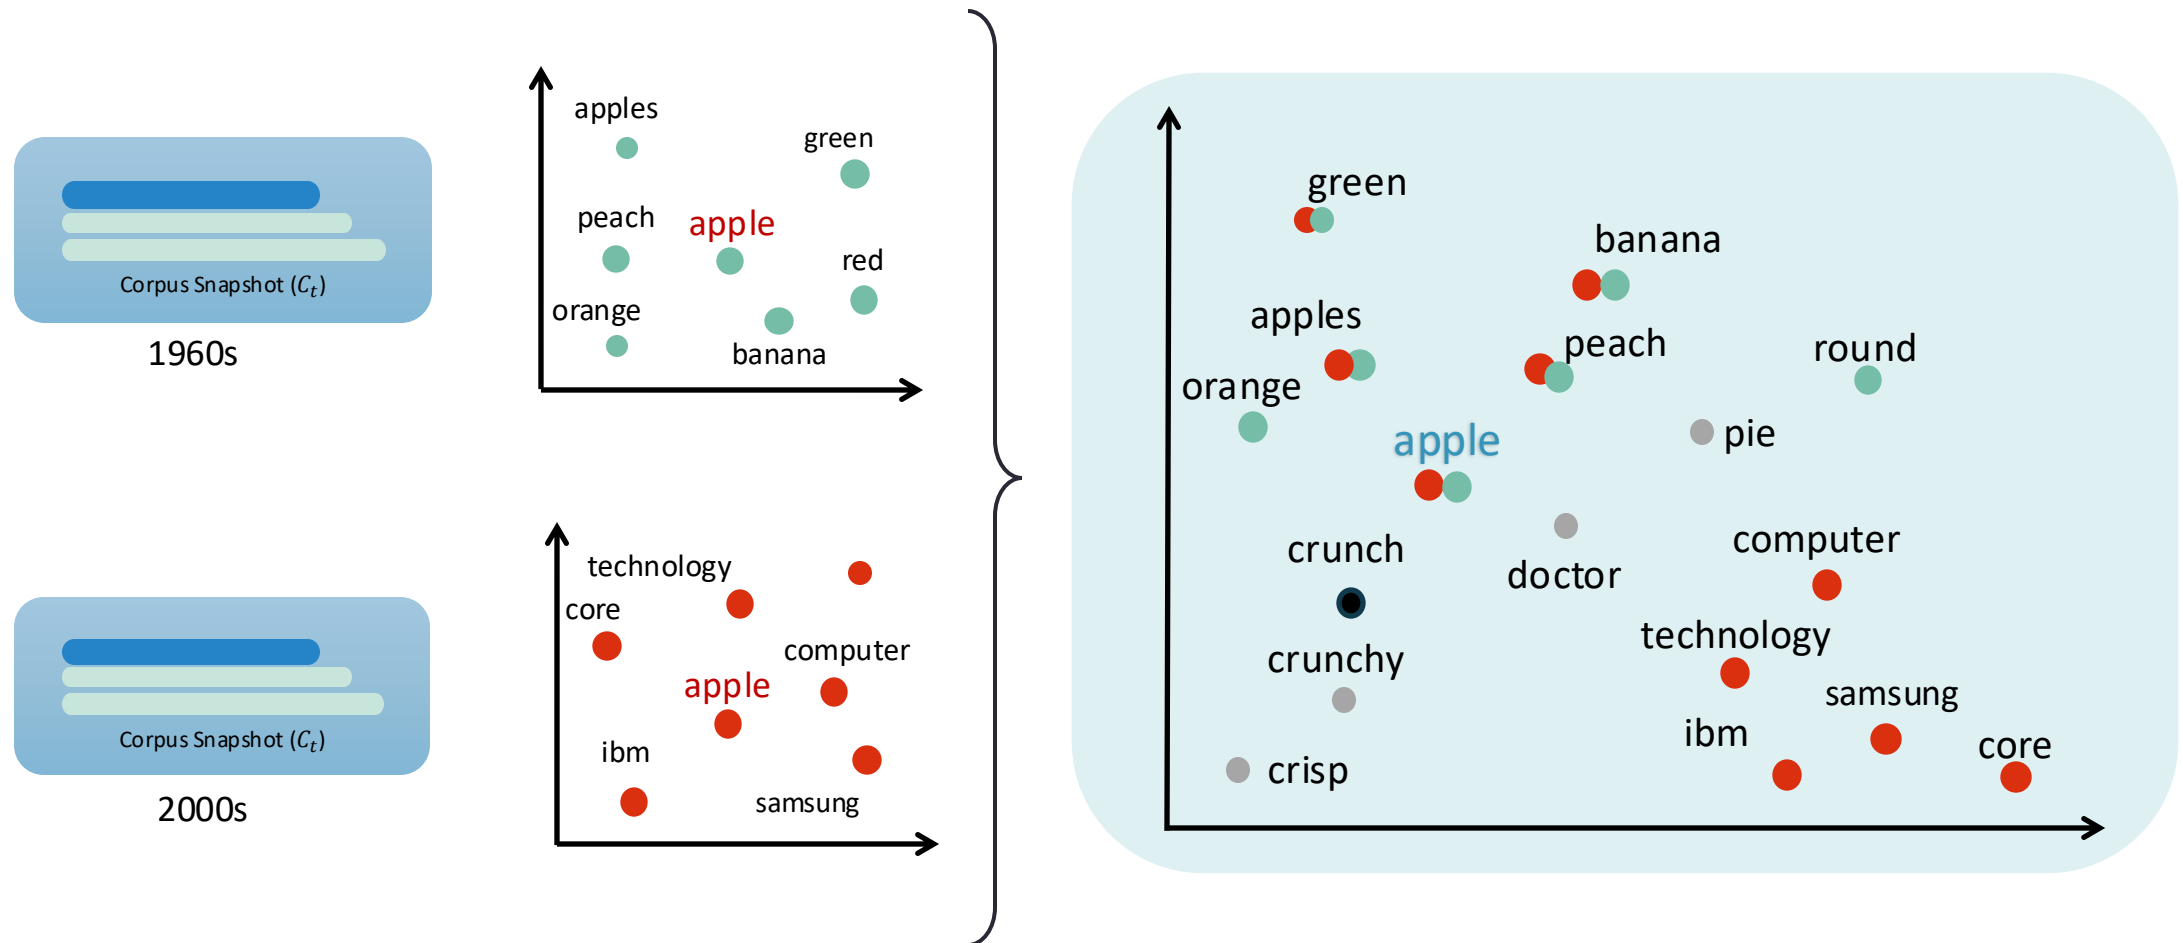 apples
green
peach
apple
red
orange
banana
Corpus Snapshot (C_t)
1960s
technology
core
computer
apple
ibm
samsung
Corpus Snapshot (C_t)
2000s
green
banana
apples
peach
round
orange
apple
pie
crunch
doctor
computer
technology
crunchy
samsung
ibm
core
crisp